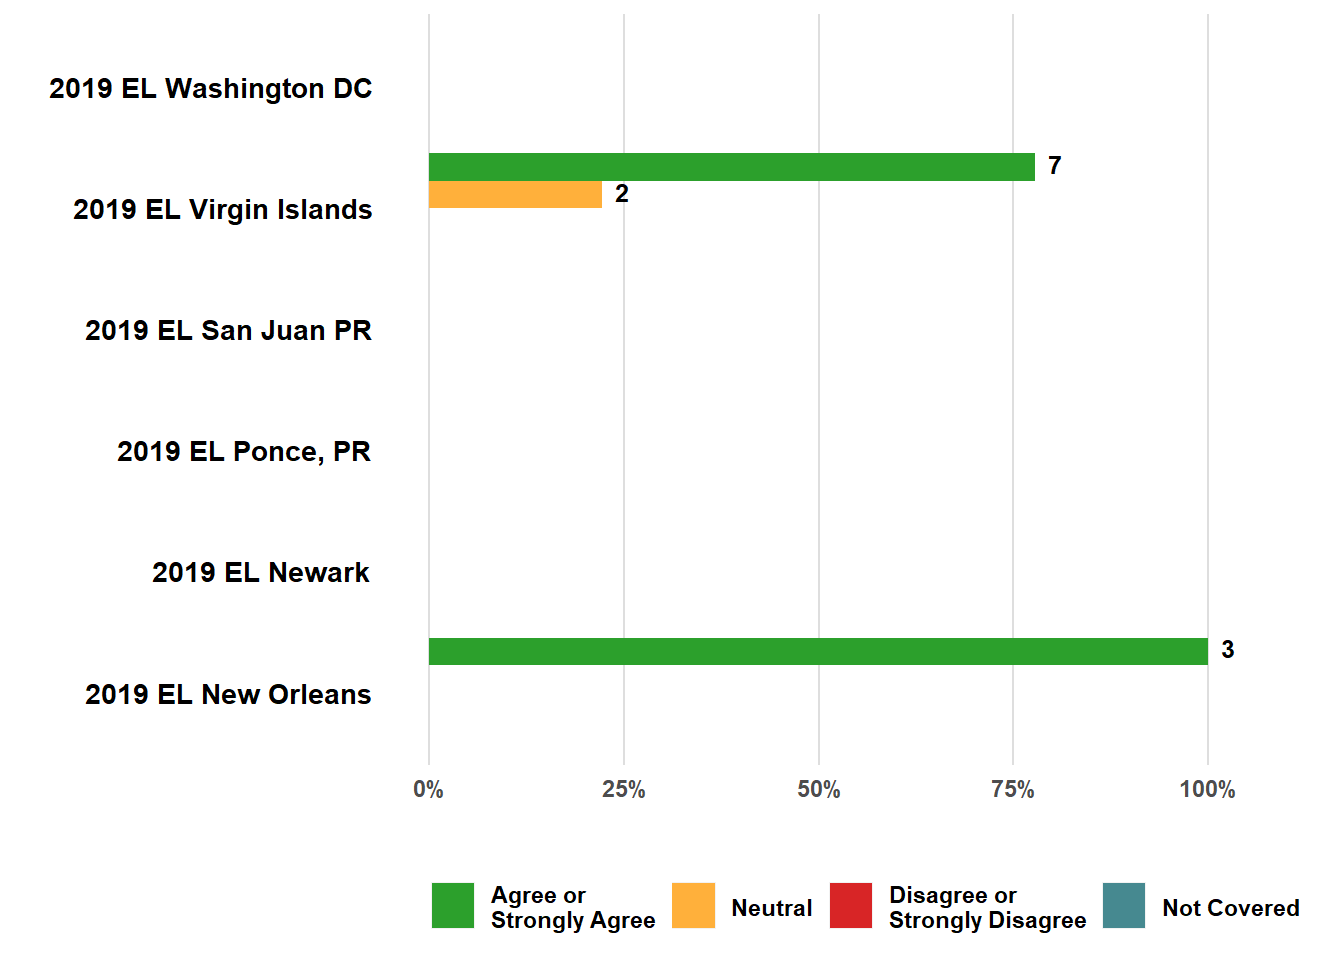 2019 EL Washington DC
7
2
2019 EL Virgin Islands
2019 EL San Juan PR
2019 EL Ponce, PR
2019 EL Newark
3
2019 EL New Orleans
0% 25% 50% 75% 100%
Agree or
Strongly Agree
Neutral
Disagree or
Strongly Disagree
Not Covered